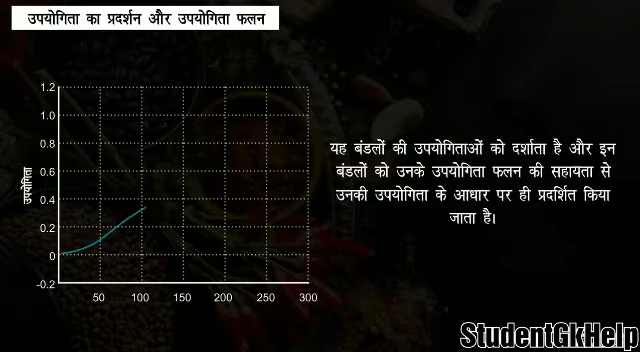 उपयोगिता का प्रदर्शन और उपयोगिता फलन
1.2
1.0
0.8
0.6
0.4
0.2
0
-0.2
उपयोगिता
50 100 150 200 250 300
यह बंडलों की उपयोगिताओं को दर्शाता है और इन
बंडलों को उनके उपयोगिता फलन की सहायता से
उनकी उपयोगिता के आधार पर ही प्रदर्शित किया
जाता है।
StudentGkHelp